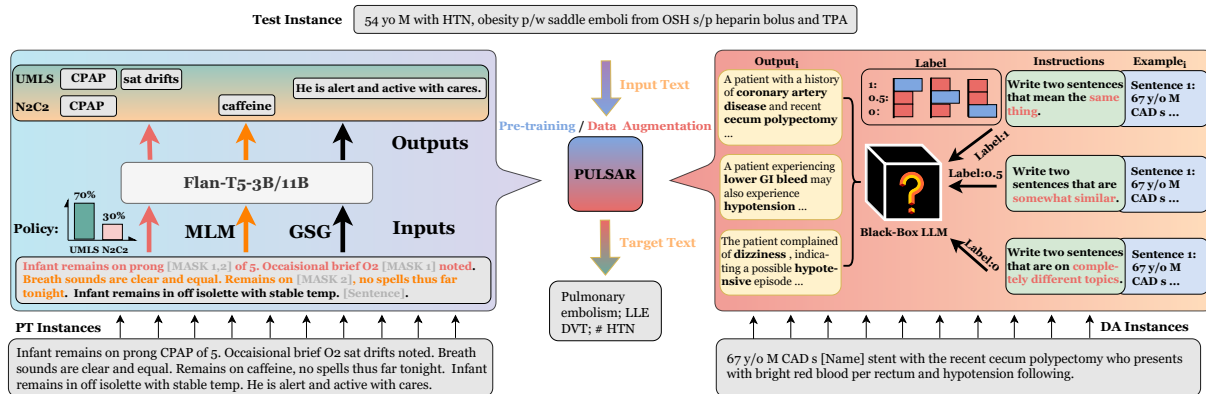 Test Instance
54 yo M with HTN, obesity p/w saddle emboli from OSH s/p heparin bolus and TPA
UMLS
CPAP
sat drifts
He is alert and active with cares.
N2C2
CPAP
caffeine
Outputs
Flan-T5-3B/11B
Policy:
70%
30%
UMLS N2C2
MLM
GSG
Inputs
Infant remains on prong [MASK 1,2] of 5. Occaisional brief O2 [MASK 1] noted.
Breath sounds are clear and equal. Remains on [MASK 2], no spells thus far
tonight. Infant remains in off isolette with stable temp. [Sentence].
PT Instances
Infant remains on prong CPAP of 5. Occaisional brief O2 sat drifts noted. Breath
sounds are clear and equal. Remains on caffeine, no spells thus far tonight. Infant
remains in off isolette with stable temp. He is alert and active with cares.
Input Text
Pre-training / Data Augmentation
PULSAR
Target Text
Pulmonary
embolism; LLE
DVT; # HTN
Output i
A patient with a history
of coronary artery
disease and recent
cecum polypectomy
...
A patient experiencing
lower GI bleed may
also experience
hypotension ...
The patient complained
of dizziness , indic-
ating a possible hypote-
nsive episode ...
Label
1:
0.5:
0:
Label:1
Label:0.5
Label:0
?
Black-Box LLM
Instructions
Write two sentences
that mean the same
thing.
Write two
sentences that are
somewhat similar.
Write two sentences
that are on comple-
tely different topics.
Example i
Sentence 1:
67 y/o M
CAD s ...
Sentence 1:
67 y/o M
CAD s ...
Sentence 1:
67 y/o M
CAD s ...
DA Instances
67 y/o M CAD s [Name] stent with the recent cecum polypectomy who presents
with bright red blood per rectum and hypotension following.